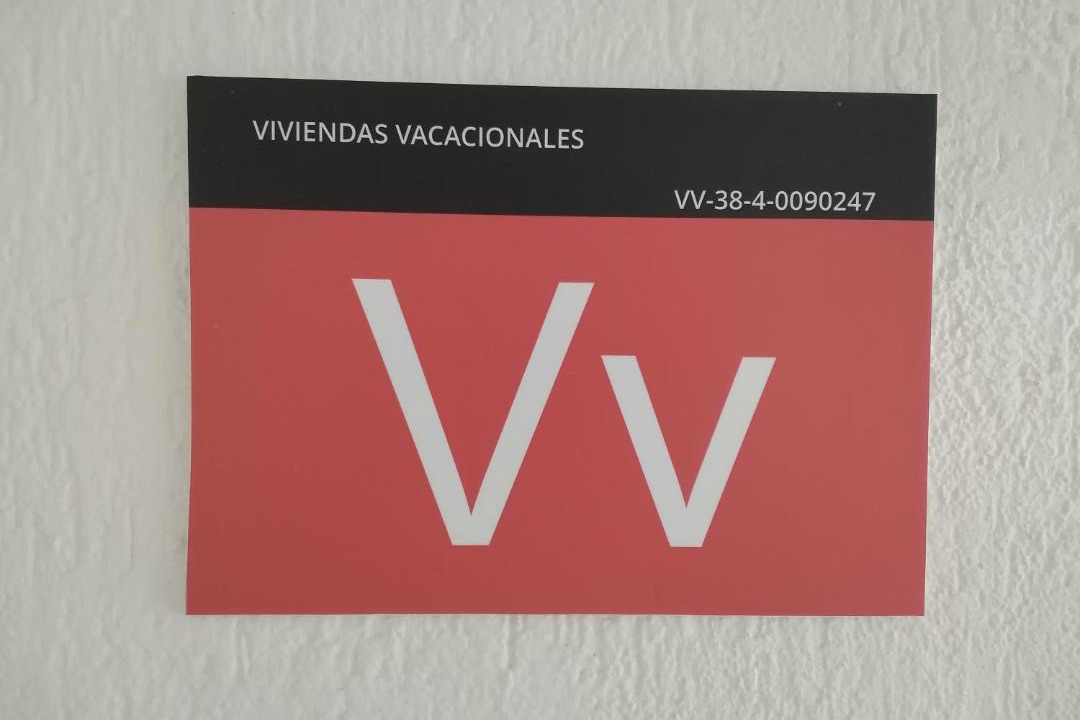 VIVIENDAS VACACIONALES
VV-38-4-0090247
Vv